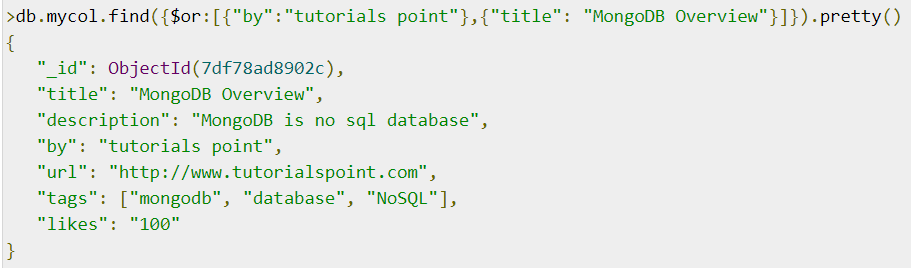 >db.mycol.find({$or:[{"by":"tutorials point"},{"title": "MongoDB Overview"}]}).pretty()
{
   "_id": ObjectId(7df78ad8902c),
   "title": "MongoDB Overview",
   "description": "MongoDB is no sql database",
   "by": "tutorials point",
   "url": "http://www.tutorialspoint.com",
   "tags": ["mongodb", "database", "NoSQL"],
   "likes": "100"
}